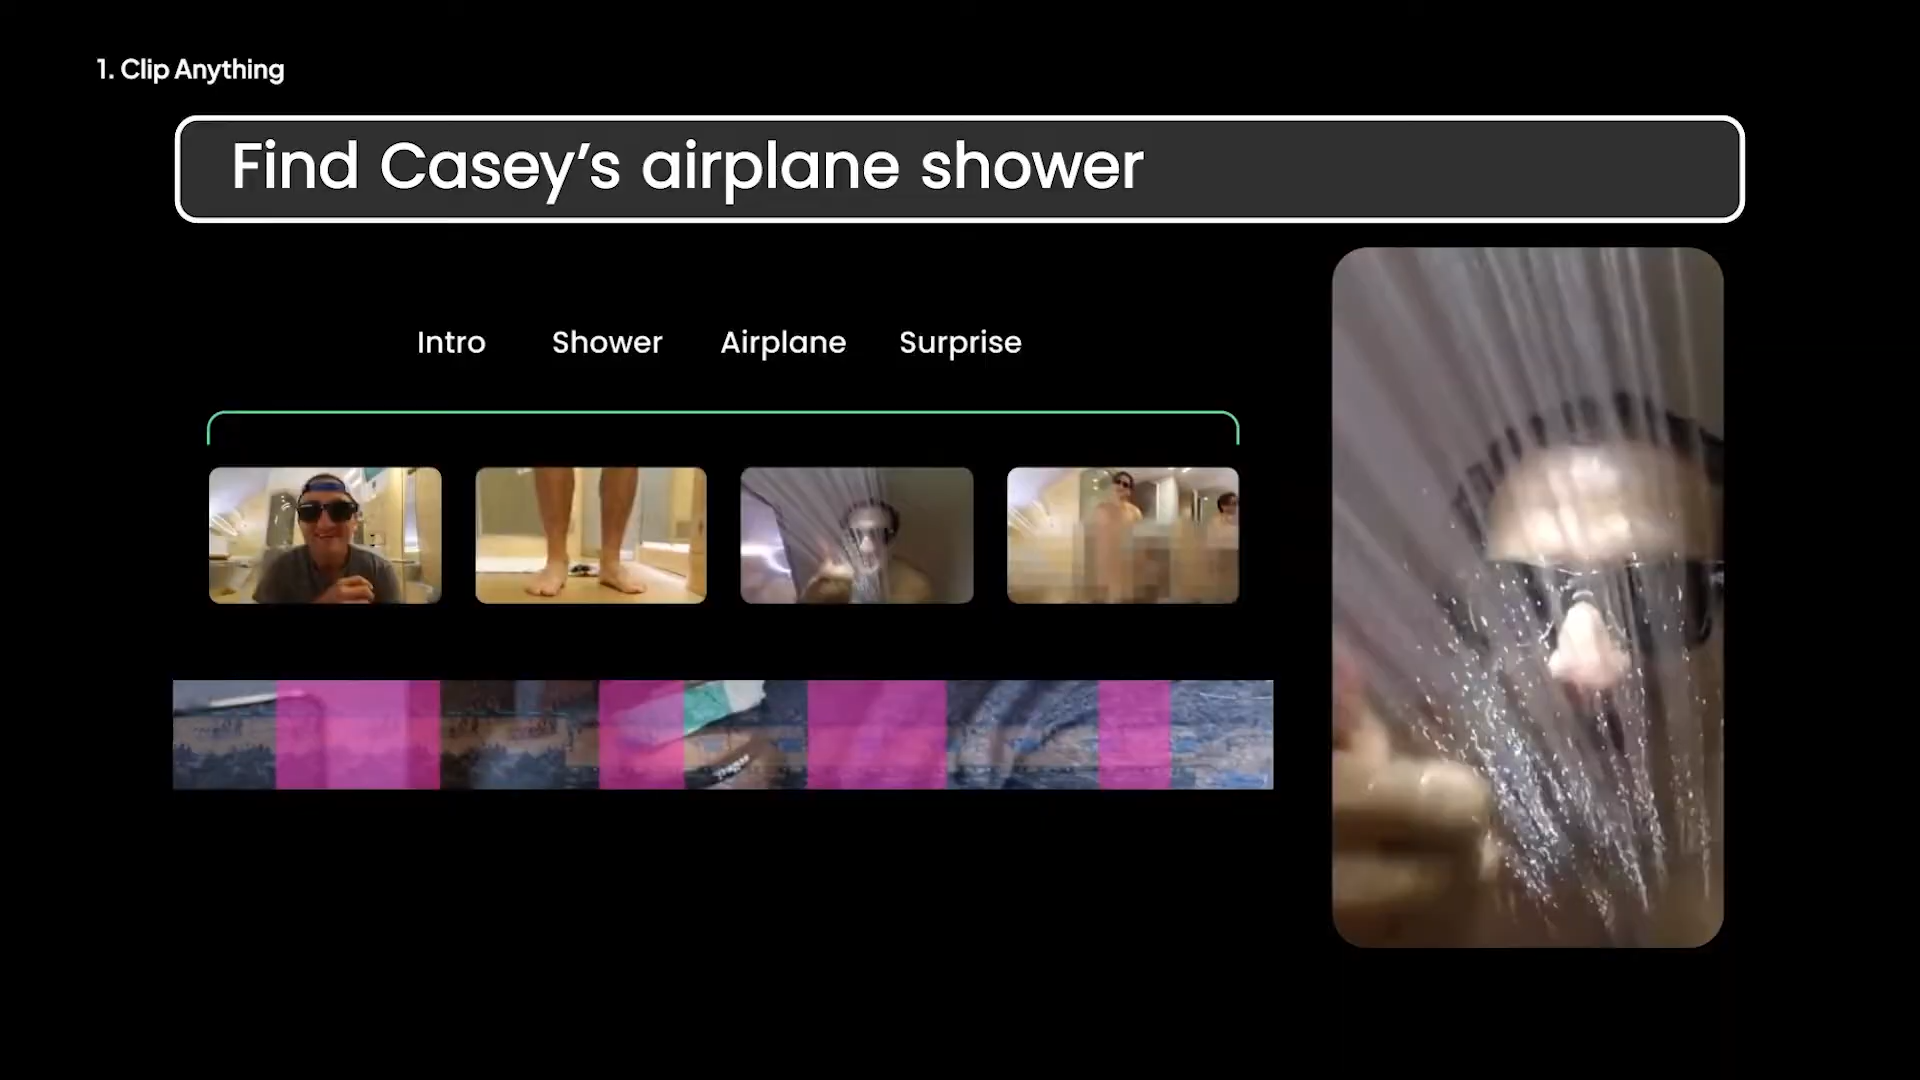 1. Clip Anything
Find Casey’s airplane shower
Intro Shower Airplane Surprise